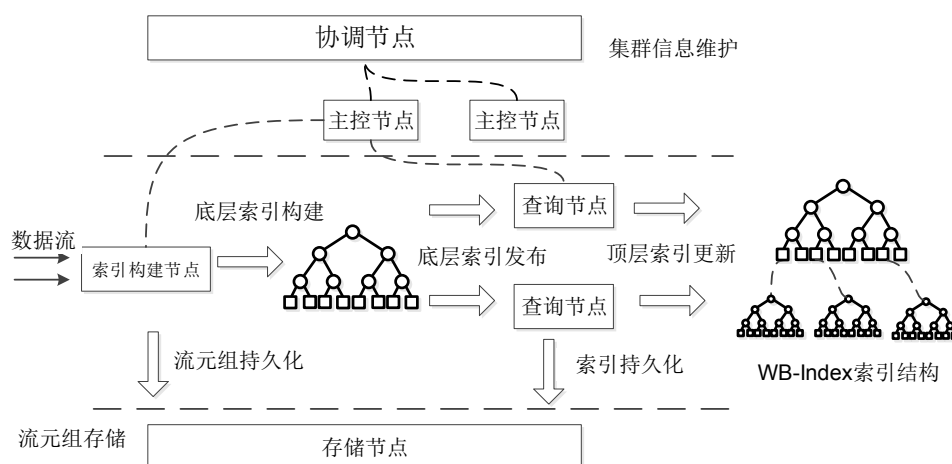 协调节点
集群信息维护
主控节点
主控节点
底层索引构建
查询节点
数据流
索引构建节点
底层索引发布
顶层索引更新
查询节点
流元组持久化
索引持久化
WB-Index索引结构
流元组存储
存储节点